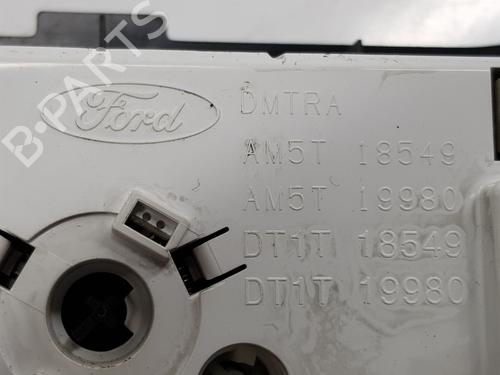 B-PARTS
Ford
DMTRA
AM5T 18549
AM5T 19980
DT1T 18549
DT1T 19980